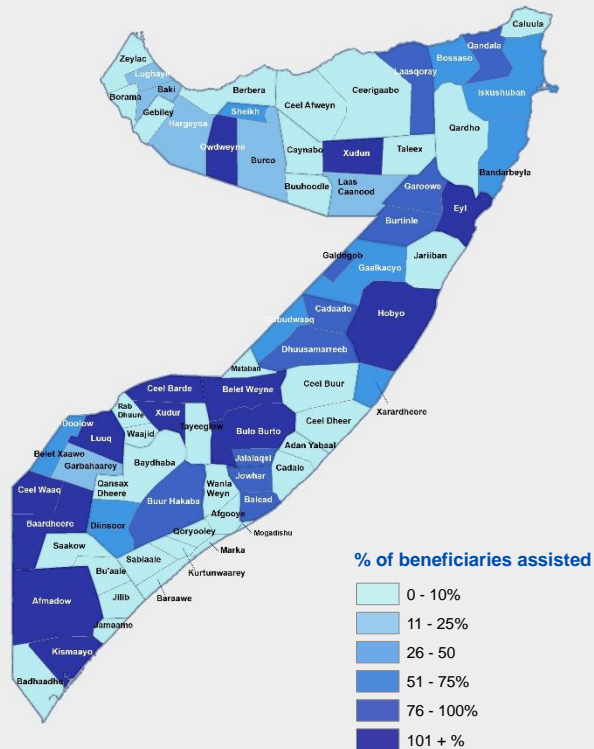 Caluula
Zeylac
Qandala
Lughaye
Bossaso
Laasqoray
Baki
Ceerigaabo
Iskushuban
Borama
Berbera
Ceel Afweyn
Gebiley
Sheikh
Hargeysa
Qardho
Owdweyne
Caynabo
Xudun
Taleex
Burco
Bandarbeyla
Buuhoodle
Laas
Caanood
Garoowe
Eyl
Burtinle
Galdogob
Jariiban
Gaalkacyo
Cadaado
Hobyo
Cabudwaaq
Dhuusamarreeb
Mataban
Ceel Barde
Belet Weyne
Ceel Buur
Xarardheere
Rab
Dhuure
Xudur
Doolow
Tayeeglow
Ceel Dheer
Luuq
Waajid
Bulo Burto
Belet Xaawo
Adan Yabaal
Garbahaarey
Baydhaba
Jalalaqsi
Cadale
Ceel Waaq
Qansax
Dheere
Wanla
Weyn
Jowhar
Buur Hakaba
Balcad
Baardheere
Diinsoor
Afgooye
Mogadishu
Qoryooley
Saakow
Marka
Sablaale
Kurtunwaarey
Bu'aale
Baraawe
Afmadow
Jilib
Jamaame
Kismaayo
Badhaadhe
% of beneficiaries assisted
0 - 10%
11 - 25%
26 - 50
51 - 75%
76 - 100%
101 + %